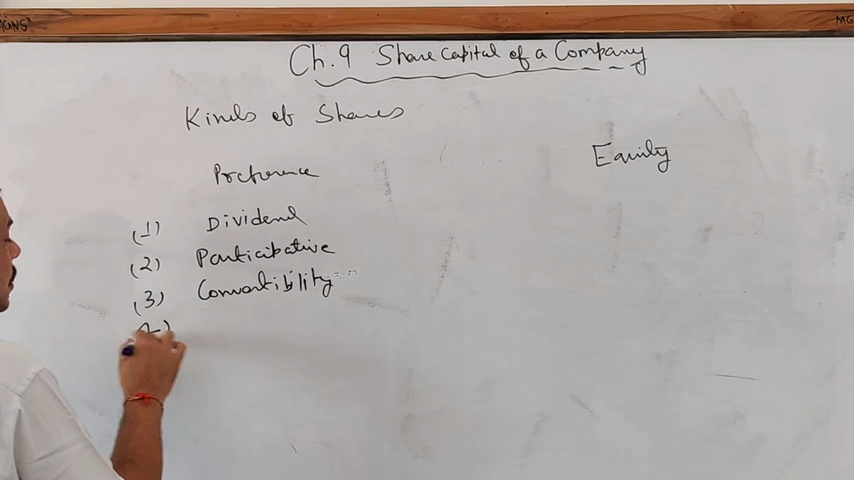 Ch.9 Share Capital of a Company
Kinds of Shares
Preference
Equity
(1) Dividend
(2) Participative
(3) Convertibility